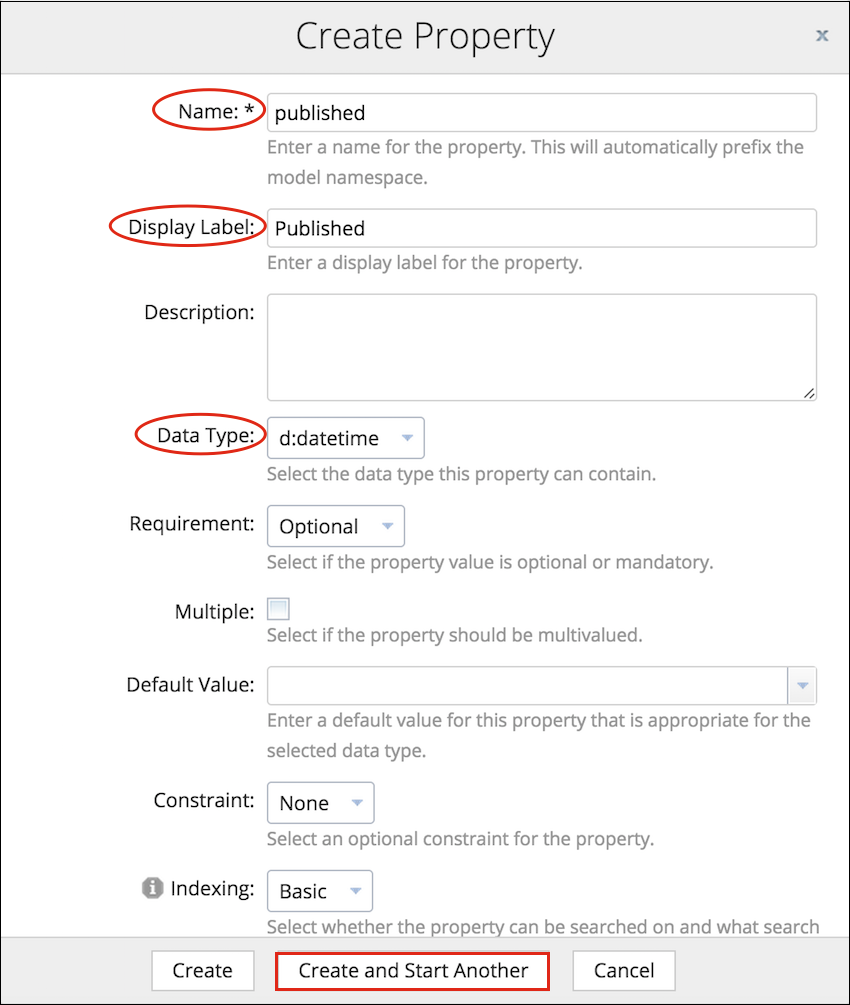 Create Property
x
Name: * published
Enter a name for the property. This will automatically prefix the
model namespace.
Display Label: Published
Enter a display label for the property.
Description:
Data Type: d:datetime
Select the data type this property can contain.
Requirement: Optional
Select if the property value is optional or mandatory.
Multiple:
Select if the property should be multivalued.
Default Value:
Enter a default value for this property that is appropriate for the
selected data type.
Constraint: None
Select an optional constraint for the property.
i Indexing: Basic
Select whether the property can be searched on and what search
Create Create and Start Another Cancel